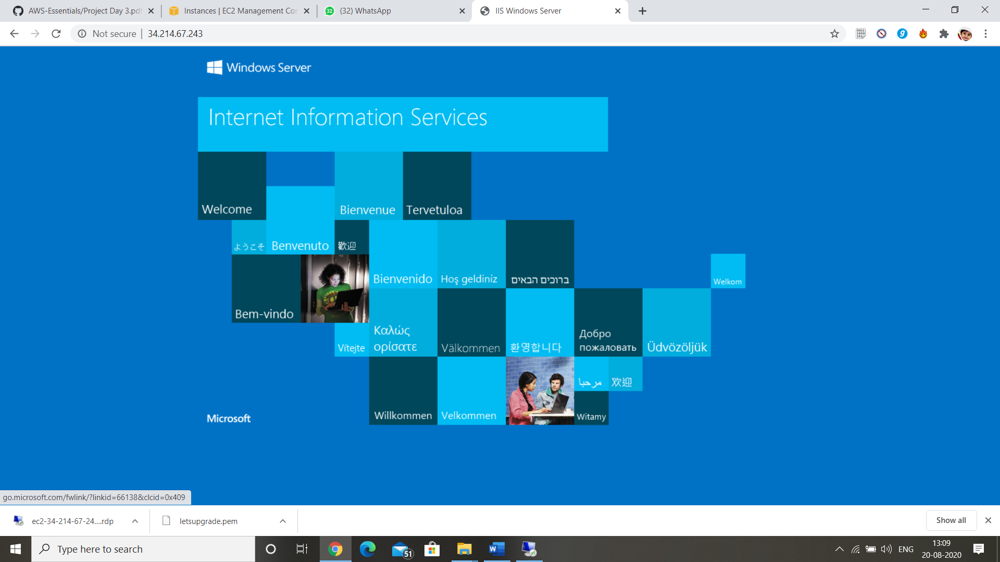 AWS-Essentials/Project Day 3.pdf
Instances | EC2 Management Con
(32) WhatsApp
IIS Windows Server
Not secure
34.214.67.243
Windows Server
Internet Information Services
Welcome
Bienvenue
Tervetuloa
ようこそ
Benvenuto
歡迎
Bienvenido
Hoş geldiniz
ברוכים הבאים
Welkom
Bem-vindo
Vítejte
Καλώς
ορίσατε
Välkommen
환영합니다
Добро
пожаловать
Üdvözöljük
مرحبا
欢迎
Willkommen
Velkommen
Witamy
Microsoft
go.microsoft.com/fwlink/?linkid=66138&clcid=0x409
ec2-34-214-67-24....rdp
letsupgrade.pem
Show all
Type here to search
51
ENG
13:09
20-08-2020